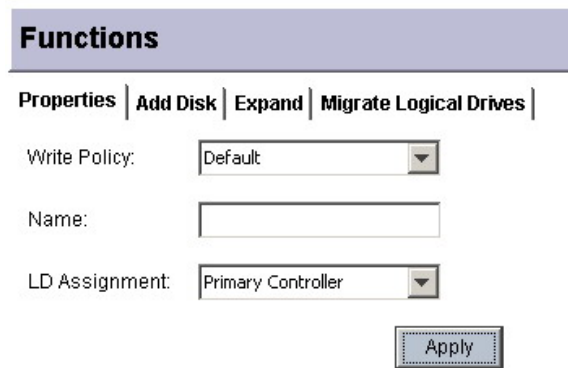 Functions
Properties | Add Disk | Expand | Migrate Logical Drives |
Write Policy: Default
Name:
LD Assignment: Primary Controller
Apply